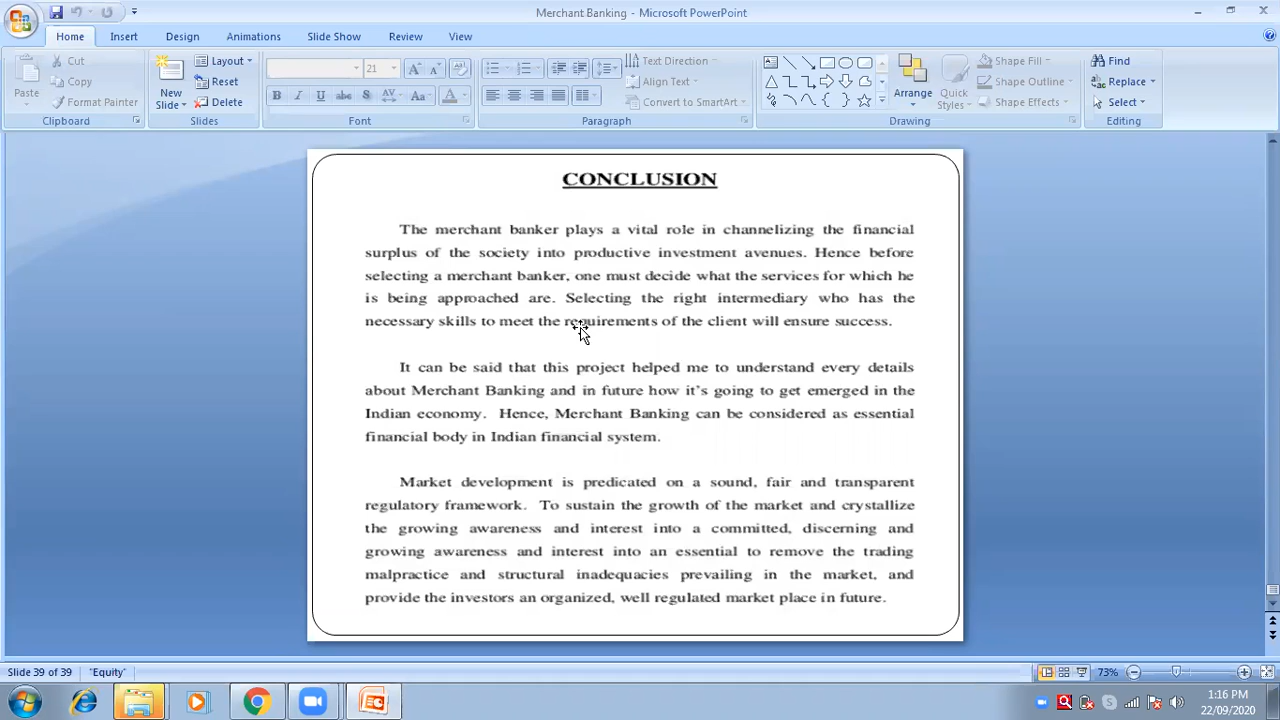 Merchant Banking - Microsoft PowerPoint
Home Insert Design Animations Slide Show Review View
Paste
Cut
Copy
Format Painter
Clipboard
New Slide
Layout
Reset
Delete
Slides
21
B I U abc S AV Aa A
Font
Text Direction
Align Text
Convert to SmartArt
Paragraph
Arrange
Quick Styles
Shape Fill
Shape Outline
Shape Effects
Drawing
Find
Replace
Select
Editing
CONCLUSION
The merchant banker plays a vital role in channelizing the financial
surplus of the society into productive investment avenues. Hence before
selecting a merchant banker, one must decide what the services for which he
is being approached are. Selecting the right intermediary who has the
necessary skills to meet the requirements of the client will ensure success.
It can be said that this project helped me to understand every details
about Merchant Banking and in future how it's going to get emerged in the
Indian economy. Hence, Merchant Banking can be considered as essential
financial body in Indian financial system.
Market development is predicated on a sound, fair and transparent
regulatory framework. To sustain the growth of the market and crystallize
the growing awareness and interest into a committed, discerning and
growing awareness and interest into an essential to remove the trading
malpractice and structural inadequacies prevailing in the market, and
provide the investors an organized, well regulated market place in future.
Slide 39 of 39 "Equity" 73%
1:16 PM
22/09/2020